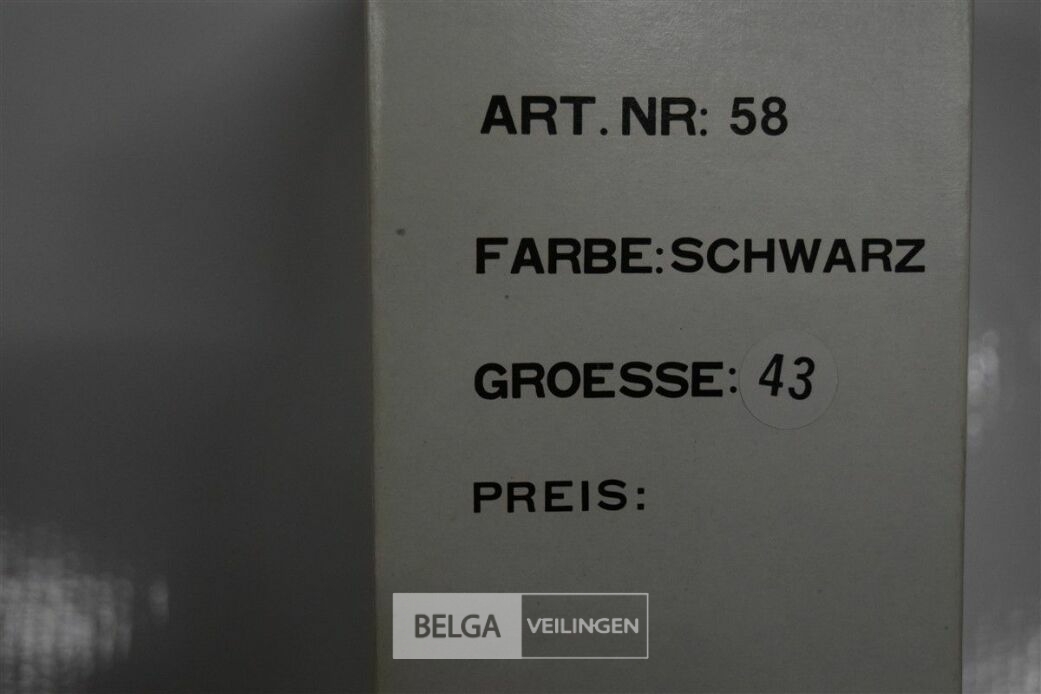 ART. NR: 58
FARBE: SCHWARZ
GROESSE: 43
PREIS:
BELGA VEILINGEN